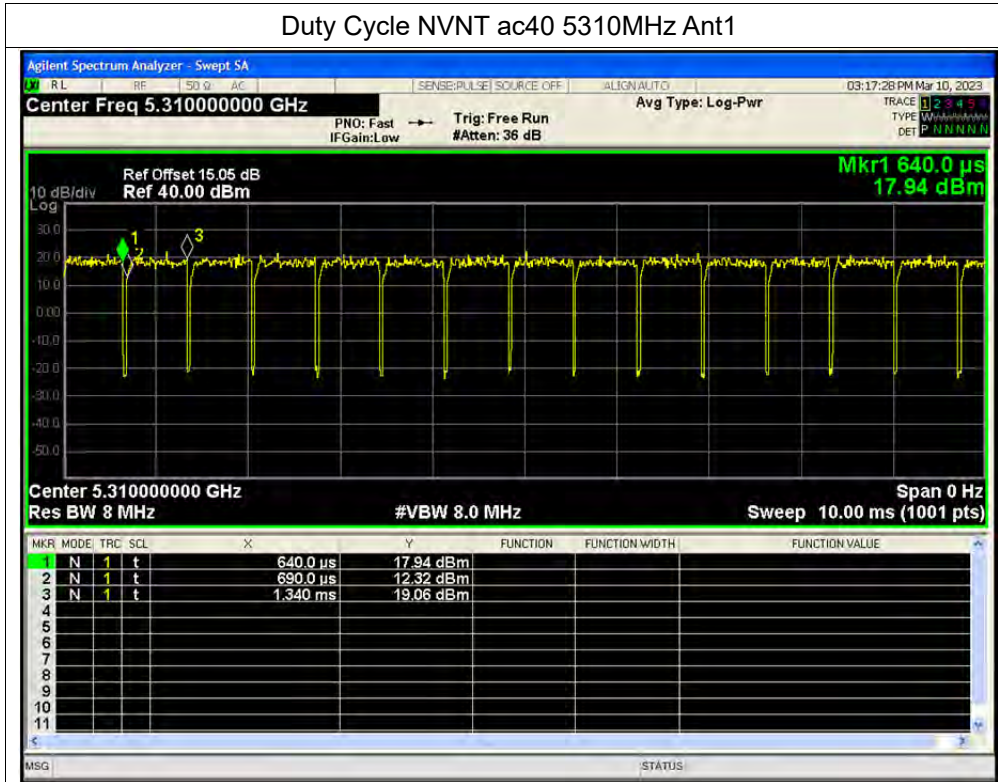 Duty Cycle NVNT ac40 5310MHz Ant1
Agilent Spectrum Analyzer - Swept SA
LXI RL RF 50 Ω AC SENSE:PULSE SOURCE OFF ALIGN AUTO 03:17:28 PM Mar 10, 2023
Center Freq 5.310000000 GHz Avg Type: Log-Pwr TRACE 1 2 3 4 5 6
PNO: Fast Trig: Free Run TYPE
IFGain:Low #Atten: 36 dB DET P N N N N N
Mkr1 640.0 µs
Ref Offset 15.05 dB
10 dB/div Ref 40.00 dBm 17.94 dBm
Log
30.0
1 2 3
20.0
10.0
0.00
-10.0
-20.0
-30.0
-40.0
-50.0
Center 5.310000000 GHz Span 0 Hz
Res BW 8 MHz #VBW 8.0 MHz Sweep 10.00 ms (1001 pts)
MKR MODE TRC SCL X Y FUNCTION FUNCTION WIDTH FUNCTION VALUE
1 N 1 t 640.0 µs 17.94 dBm
2 N 1 t 690.0 µs 12.32 dBm
3 N 1 t 1.340 ms 19.06 dBm
4
5
6
7
8
9
10
11
MSG STATUS